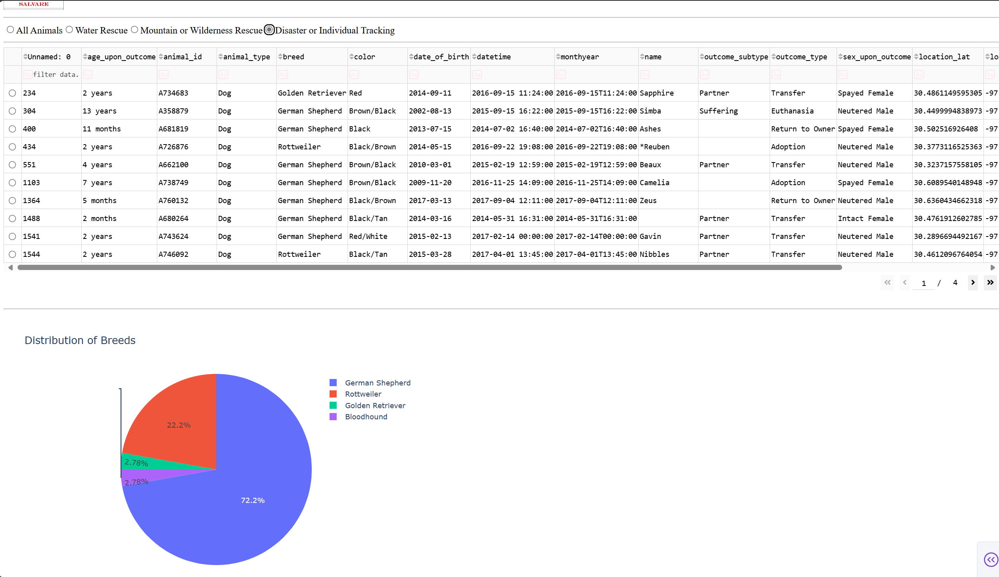 SALVARE
All Animals Water Rescue Mountain or Wilderness Rescue Disaster or Individual Tracking
Unnamed: 0 age_upon_outcome animal_id animal_type breed color date_of_birth datetime monthyear name outcome_subtype outcome_type sex_upon_outcome location_lat lo
Aa filter data. Aa Aa Aa Aa Aa Aa Aa Aa Aa Aa Aa Aa Aa Aa
234 2 years A734683 Dog Golden Retriever Red 2014-09-11 2016-09-15 11:24:00 2016-09-15T11:24:00 Sapphire Partner Transfer Spayed Female 30.4861149595305 -97
304 13 years A358879 Dog German Shepherd Brown/Black 2002-08-13 2015-09-15 16:22:00 2015-09-15T16:22:00 Simba Suffering Euthanasia Neutered Male 30.4499994838973 -97
400 11 months A681819 Dog German Shepherd Black 2013-07-15 2014-07-02 16:40:00 2014-07-02T16:40:00 Ashes Return to Owner Spayed Female 30.502516926408 -97
434 2 years A726876 Dog Rottweiler Black/Brown 2014-05-15 2016-09-22 19:08:00 2016-09-22T19:08:00 *Reuben Adoption Neutered Male 30.3773116525363 -97
551 4 years A662100 Dog German Shepherd Brown/Black 2010-03-01 2015-02-19 12:59:00 2015-02-19T12:59:00 Beaux Partner Transfer Neutered Male 30.3237157558105 -97
1103 7 years A738749 Dog German Shepherd Brown/Black 2009-11-20 2016-11-25 14:09:00 2016-11-25T14:09:00 Camelia Adoption Spayed Female 30.6089540148948 -97
1364 5 months A760132 Dog German Shepherd Black/Brown 2017-03-13 2017-09-04 12:11:00 2017-09-04T12:11:00 Zeus Return to Owner Neutered Male 30.6360434662318 -97
1488 2 months A680264 Dog German Shepherd Black/Tan 2014-03-16 2014-05-31 16:31:00 2014-05-31T16:31:00 Partner Transfer Intact Female 30.4761912602785 -97
1541 2 years A743624 Dog German Shepherd Red/White 2015-02-13 2017-02-14 00:00:00 2017-02-14T00:00:00 Gavin Partner Transfer Neutered Male 30.2896694492167 -97
1544 2 years A746092 Dog Rottweiler Black/Tan 2015-03-28 2017-04-01 13:45:00 2017-04-01T13:45:00 Nibbles Partner Transfer Neutered Male 30.4612096764054 -97
1 / 4
Distribution of Breeds
German Shepherd
Rottweiler
Golden Retriever
Bloodhound
22.2%
2.78%
2.78%
72.2%